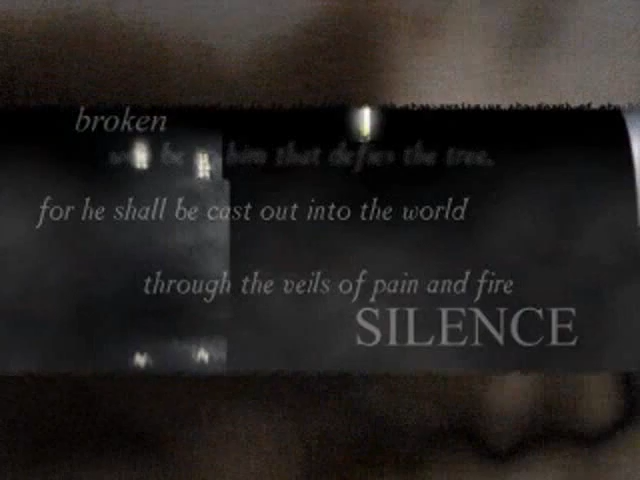 broken
be him that defies the tree.
for he shall be cast out into the world
through the veils of pain and fire
SILENCE